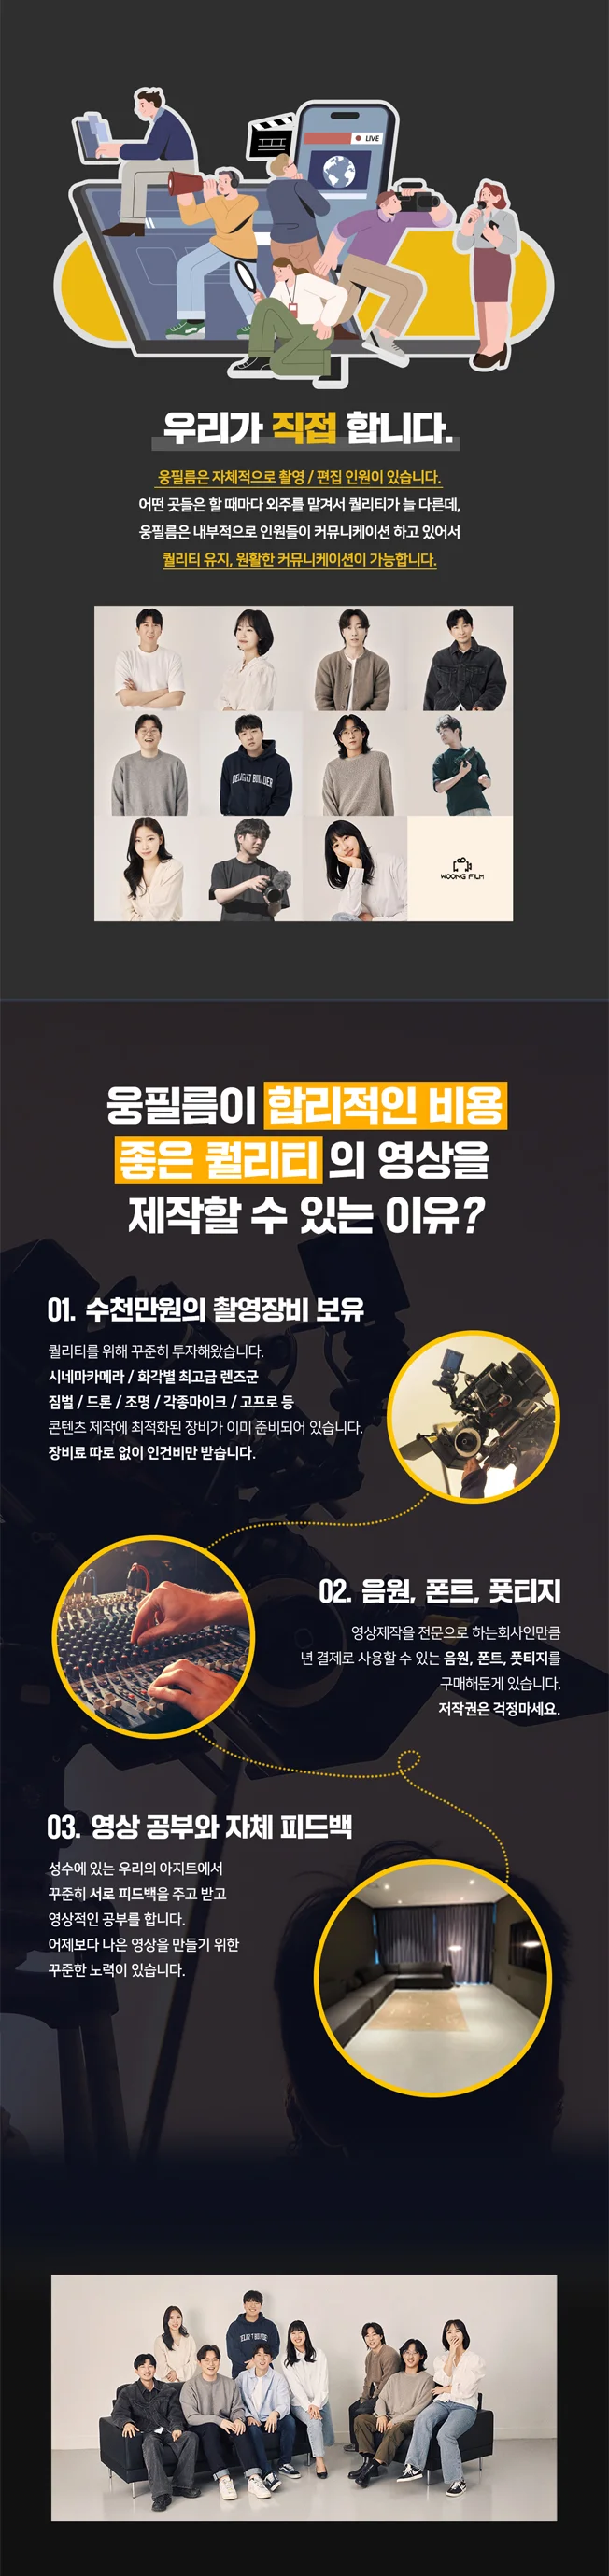 LIVE
우리가 직접 합니다.
웅필름은 자체적으로 촬영 / 편집 인원이 있습니다.
어떤 곳들은 할 때마다 외주를 맡겨서 퀄리티가 늘 다른데,
웅필름은 내부적으로 인원들이 커뮤니케이션 하고 있어서
퀄리티 유지, 원활한 커뮤니케이션이 가능합니다.
DELIGHT BUILDER
WOONG FILM
웅필름이 합리적인 비용
좋은 퀄리티 의 영상을
제작할 수 있는 이유?
01. 수천만원의 촬영장비 보유
퀄리티를 위해 꾸준히 투자해왔습니다.
시네마카메라 / 화각별 최고급 렌즈군
짐벌 / 드론 / 조명 / 각종마이크 / 고프로 등
콘텐츠 제작에 최적화된 장비가 이미 준비되어 있습니다.
장비료 따로 없이 인건비만 받습니다.
02. 음원, 폰트, 풋티지
영상제작을 전문으로 하는회사인만큼
년 결제로 사용할 수 있는 음원, 폰트, 풋티지를
구매해둔게 있습니다.
저작권은 걱정마세요.
03. 영상 공부와 자체 피드백
성수에 있는 우리의 아지트에서
꾸준히 서로 피드백을 주고 받고
영상적인 공부를 합니다.
어제보다 나은 영상을 만들기 위한
꾸준한 노력이 있습니다.
DELIGHT BUILDER